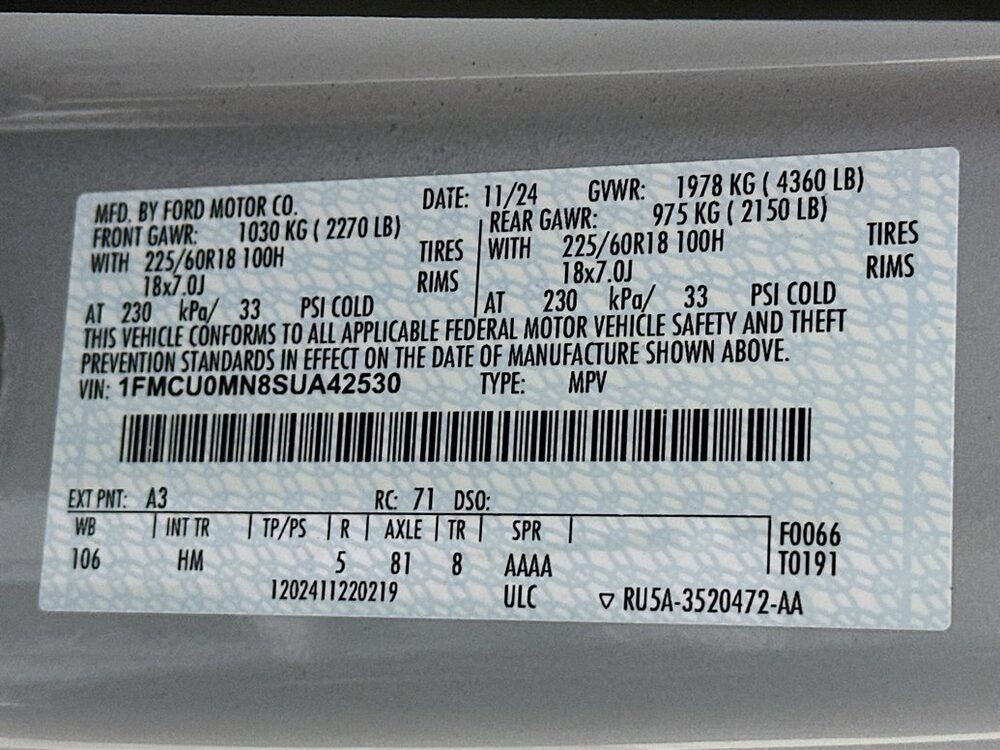 MFD. BY FORD MOTOR CO. DATE: 11/24 GVWR: 1978 KG ( 4360 LB)
FRONT GAWR: 1030 KG ( 2270 LB) REAR GAWR: 975 KG ( 2150 LB)
WITH 225/60R18 100H TIRES WITH 225/60R18 100H TIRES
18x7.0J RIMS 18x7.0J RIMS
AT 230 kPa/ 33 PSI COLD AT 230 kPa/ 33 PSI COLD
THIS VEHICLE CONFORMS TO ALL APPLICABLE FEDERAL MOTOR VEHICLE SAFETY AND THEFT
PREVENTION STANDARDS IN EFFECT ON THE DATE OF MANUFACTURE SHOWN ABOVE.
VIN: 1FMCU0MN8SUA42530 TYPE: MPV
EXT PNT: A3 RC: 71 DSO:
WB INT TR TP/PS R AXLE TR SPR F0066
106 HM 5 81 8 AAAA T0191
1202411220219 ULC ▽ RU5A-3520472-AA